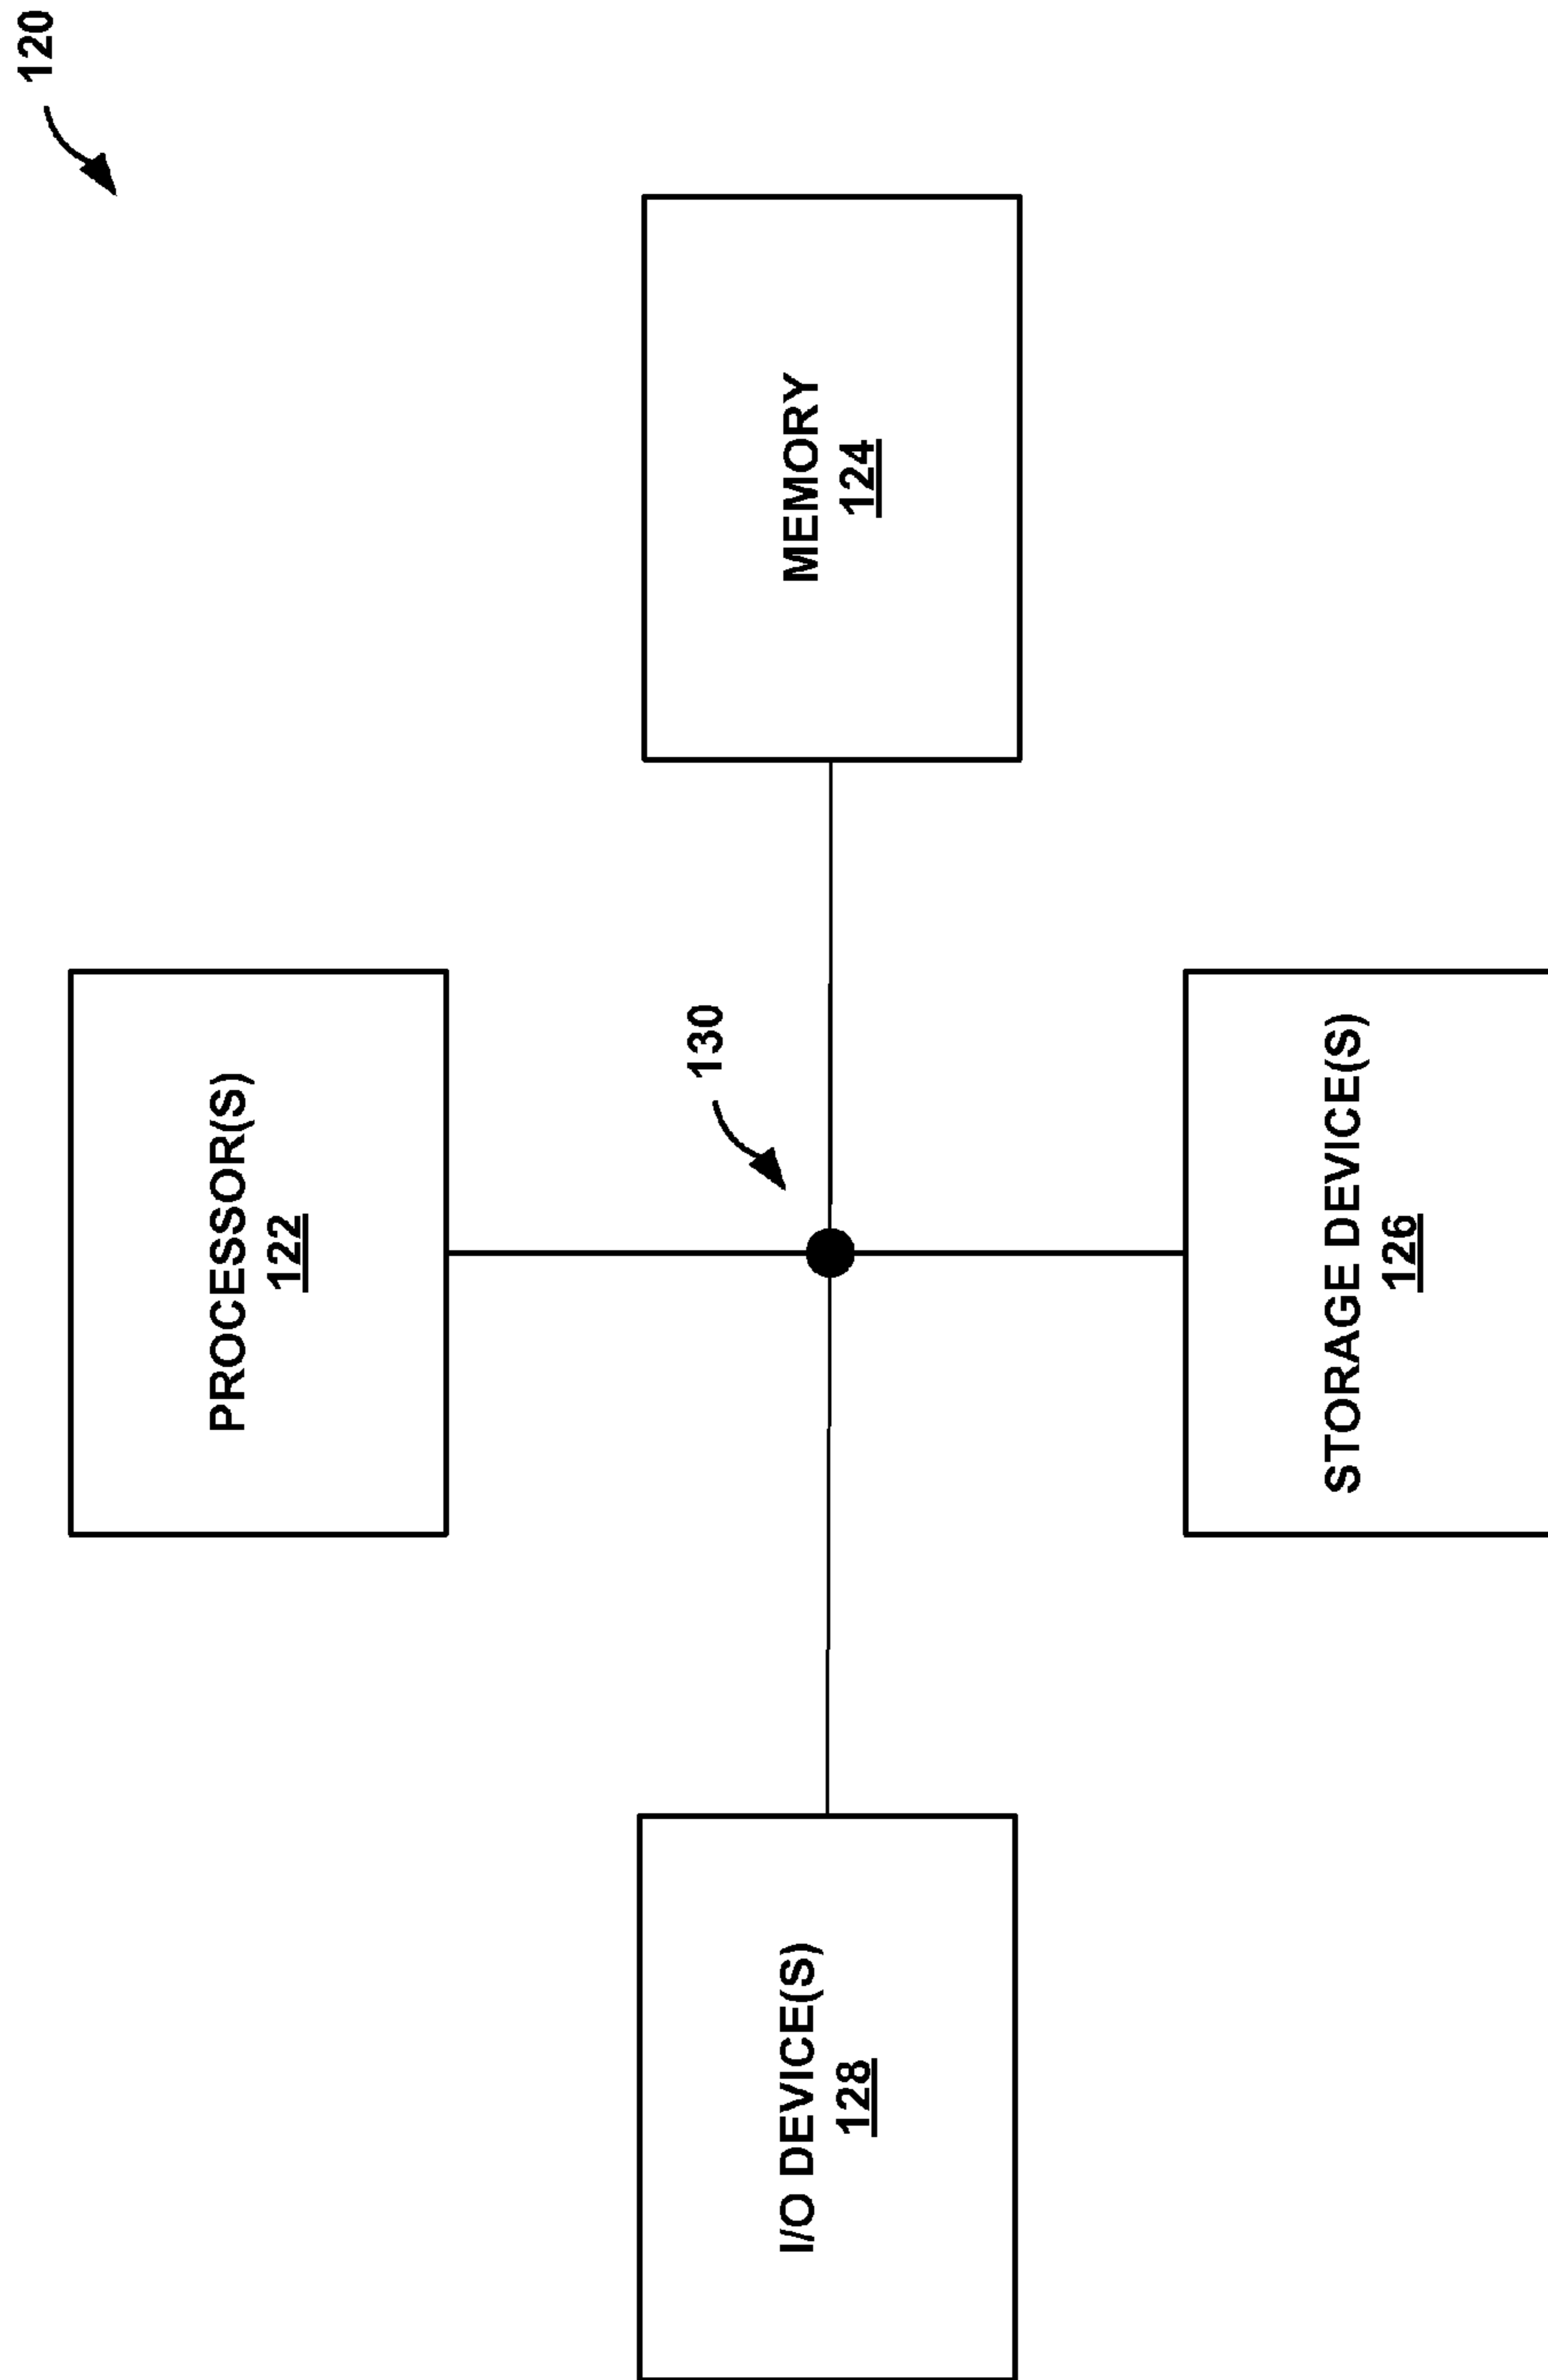 120
PROCESSOR(S)
122
130
I/O DEVICE(S)
128
MEMORY
124
STORAGE DEVICE(S)
126